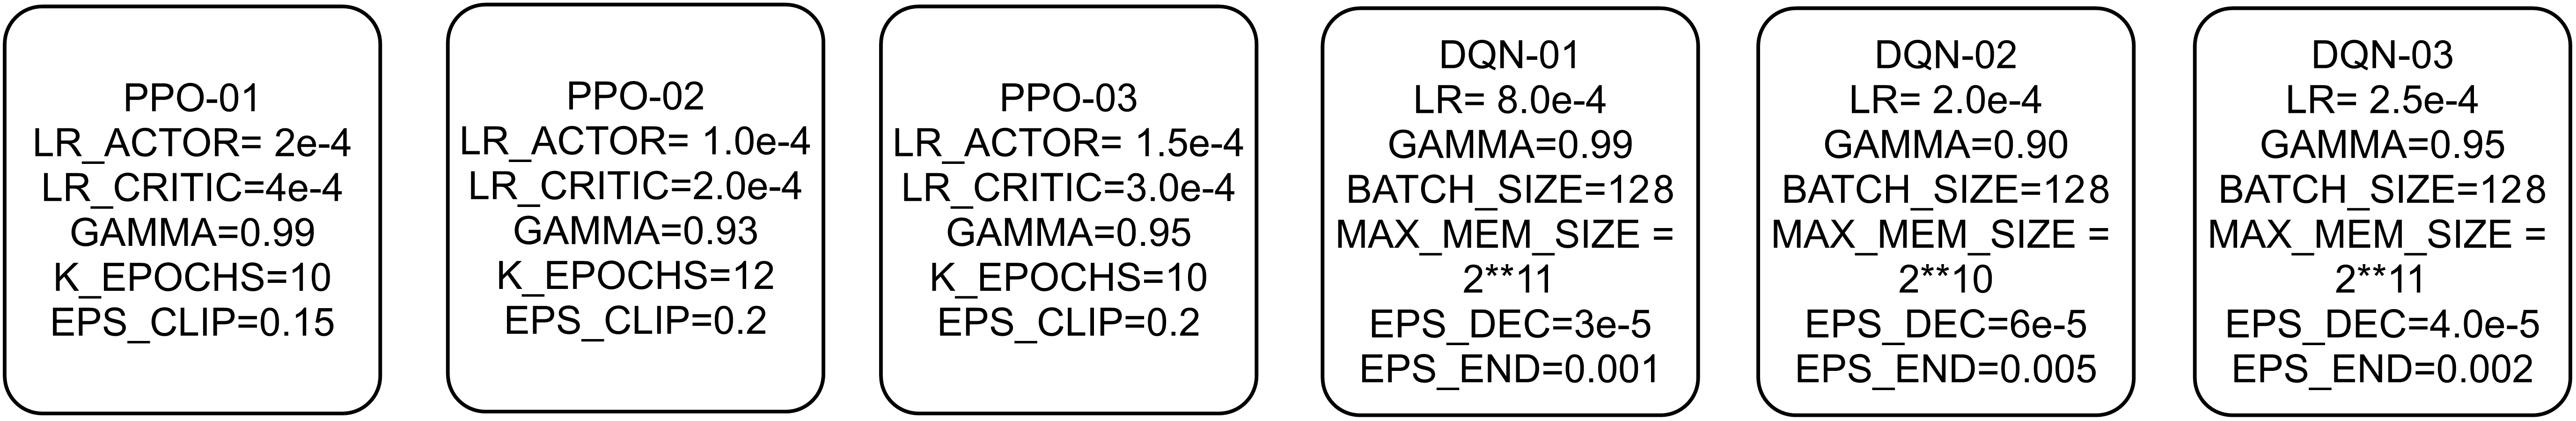 PPO-01
LR_ACTOR= 2e-4
LR_CRITIC=4e-4
GAMMA=0.99
K_EPOCHS=10
EPS_CLIP=0.15
PPO-02
LR_ACTOR= 1.0e-4
LR_CRITIC=2.0e-4
GAMMA=0.93
K_EPOCHS=12
EPS_CLIP=0.2
PPO-03
LR_ACTOR= 1.5e-4
LR_CRITIC=3.0e-4
GAMMA=0.95
K_EPOCHS=10
EPS_CLIP=0.2
DQN-01
LR= 8.0e-4
GAMMA=0.99
BATCH_SIZE=128
MAX_MEM_SIZE =
2**11
EPS_DEC=3e-5
EPS_END=0.001
DQN-02
LR= 2.0e-4
GAMMA=0.90
BATCH_SIZE=128
MAX_MEM_SIZE =
2**10
EPS_DEC=6e-5
EPS_END=0.005
DQN-03
LR= 2.5e-4
GAMMA=0.95
BATCH_SIZE=128
MAX_MEM_SIZE =
2**11
EPS_DEC=4.0e-5
EPS_END=0.002